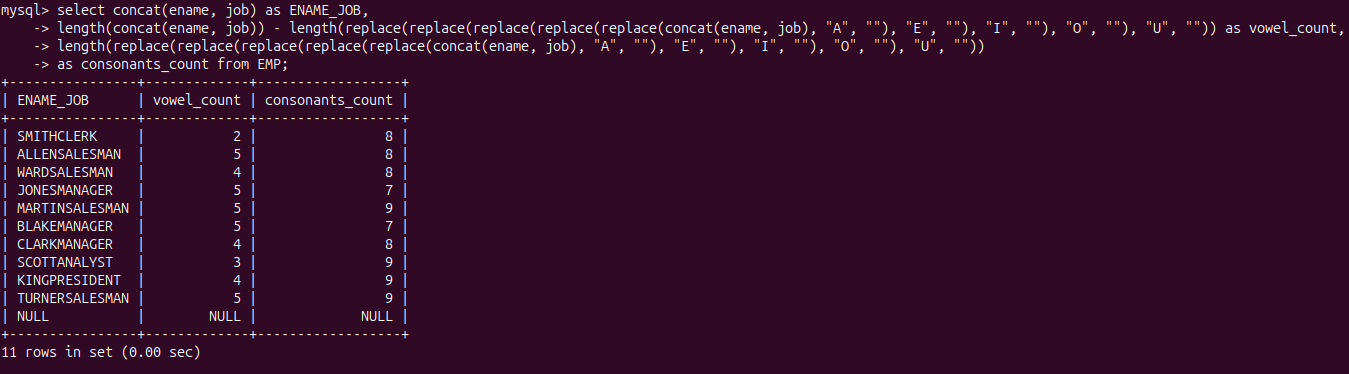 mysql> select concat(ename, job) as ENAME_JOB,
    -> length(concat(ename, job)) - length(replace(replace(replace(replace(replace(concat(ename, job), "A", ""), "E", ""), "I", ""), "O", ""), "U", "")) as vowel_count,
    -> length(replace(replace(replace(replace(replace(concat(ename, job), "A", ""), "E", ""), "I", ""), "O", ""), "U", ""))
    -> as consonants_count from EMP;
+----------------+-------------+------------------+
| ENAME_JOB      | vowel_count | consonants_count |
+----------------+-------------+------------------+
| SMITHCLERK     |           2 |                8 |
| ALLENSALESMAN  |           5 |                8 |
| WARDSALESMAN   |           4 |                8 |
| JONESMANAGER   |           5 |                7 |
| MARTINSALESMAN |           5 |                9 |
| BLAKEMANAGER   |           5 |                7 |
| CLARKMANAGER   |           4 |                8 |
| SCOTTANALYST   |           3 |                9 |
| KINGPRESIDENT  |           4 |                9 |
| TURNERSALESMAN |           5 |                9 |
| NULL           |        NULL |             NULL |
+----------------+-------------+------------------+
11 rows in set (0.00 sec)